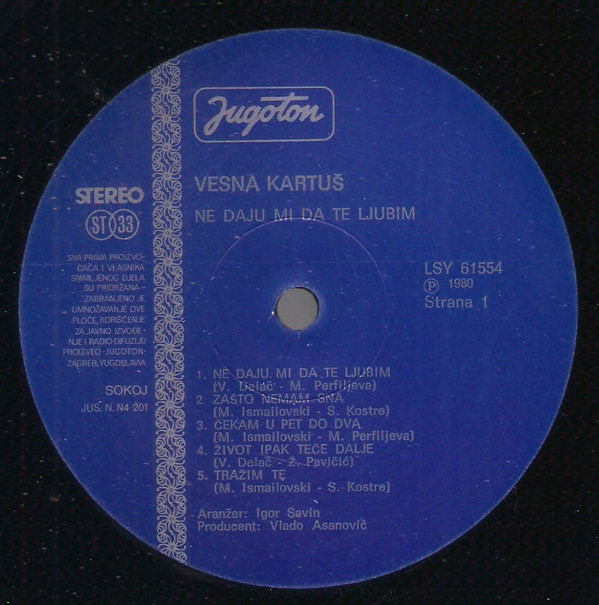 Jugoton
STEREO
ST 33
VESNA KARTUŠ
NE DAJU MI DA TE LJUBIM
SVA PRAVA PROIZVO-
ĐAČA I VLASNIKA
SNIMLJENOG DJELA
SU PRIDRŽANA –
ZABRANJENO JE
UMNOŽAVANJE OVE
PLOČE, KORIŠĆENJE
ZA JAVNO IZVOĐE-
NJE I RADIO-DIFUZIJU
PROIZVEO •JUGOTON•
ZAGREB, YUGOSLAVIA
SOKOJ
JUS. N. N4 201
LSY 61554
Ⓟ 1980
Strana 1
1. NE DAJU MI DA TE LJUBIM
(V. Delač - M. Perfiljeva)
2. ZAŠTO NEMAM SNA
(M. Ismailovski - S. Kostre)
3. ČEKAM U PET DO DVA
(M. Ismailovski - M. Perfiljeva)
4. ŽIVOT IPAK TEČE DALJE
(V. Delač - Ž. Pavičić)
5. TRAŽIM TE
(M. Ismailovski - S. Kostre)
Aranžer: Igor Savin
Producent: Vlado Asanovič